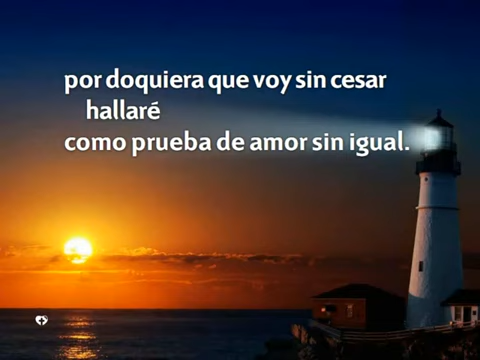 por doquiera que voy sin cesar
hallaré
como prueba de amor sin igual.